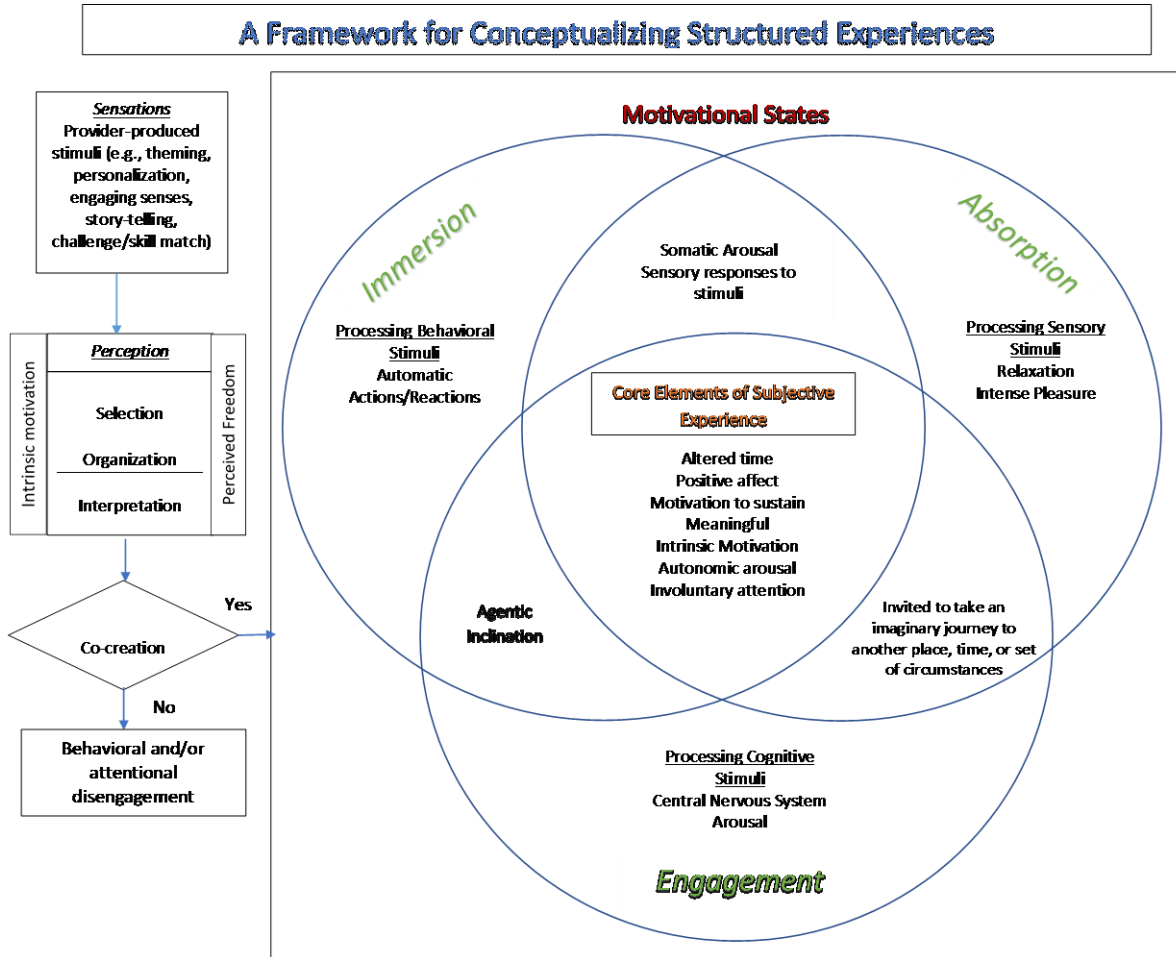 A Framework for Conceptualizing Structured Experiences
Sensations
Provider-produced
stimuli (e.g., theming,
personalization,
engaging senses,
story-telling,
challenge/skill match)
Intrinsic motivation
Perception
Selection
Organization
Interpretation
Perceived Freedom
Co-creation
Yes
No
Behavioral and/or
attentional
disengagement
Motivational States
Immersion
Processing Behavioral
Stimuli
Automatic
Actions/Reactions
Somatic Arousal
Sensory responses to
stimuli
Absorption
Processing Sensory
Stimuli
Relaxation
Intense Pleasure
Core Elements of Subjective
Experience
Altered time
Positive affect
Motivation to sustain
Meaningful
Intrinsic Motivation
Autonomic arousal
Involuntary attention
Agentic
Inclination
Invited to take an
imaginary journey to
another place, time, or set
of circumstances
Processing Cognitive
Stimuli
Central Nervous System
Arousal
Engagement